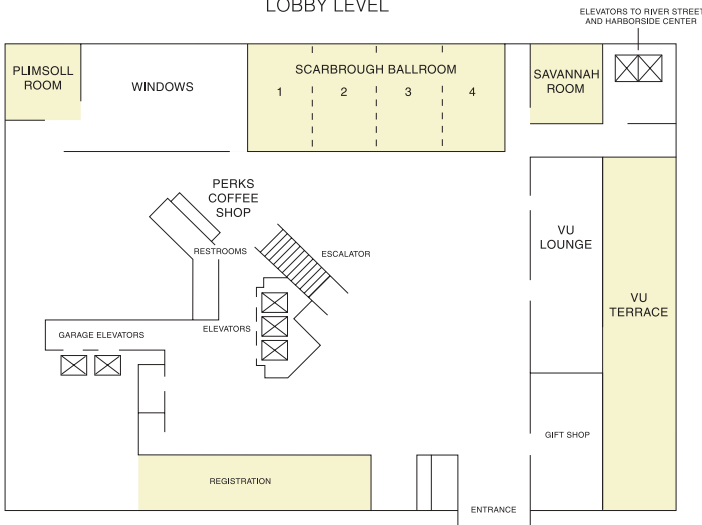 LOBBY LEVEL
ELEVATORS TO RIVER STREET
AND HARBORSIDE CENTER
PLIMSOLL
ROOM
WINDOWS
SCARBROUGH BALLROOM
1 2 3 4
SAVANNAH
ROOM
PERKS
COFFEE
SHOP
RESTROOMS
ESCALATOR
VU
LOUNGE
VU
TERRACE
GARAGE ELEVATORS
ELEVATORS
GIFT SHOP
REGISTRATION
ENTRANCE